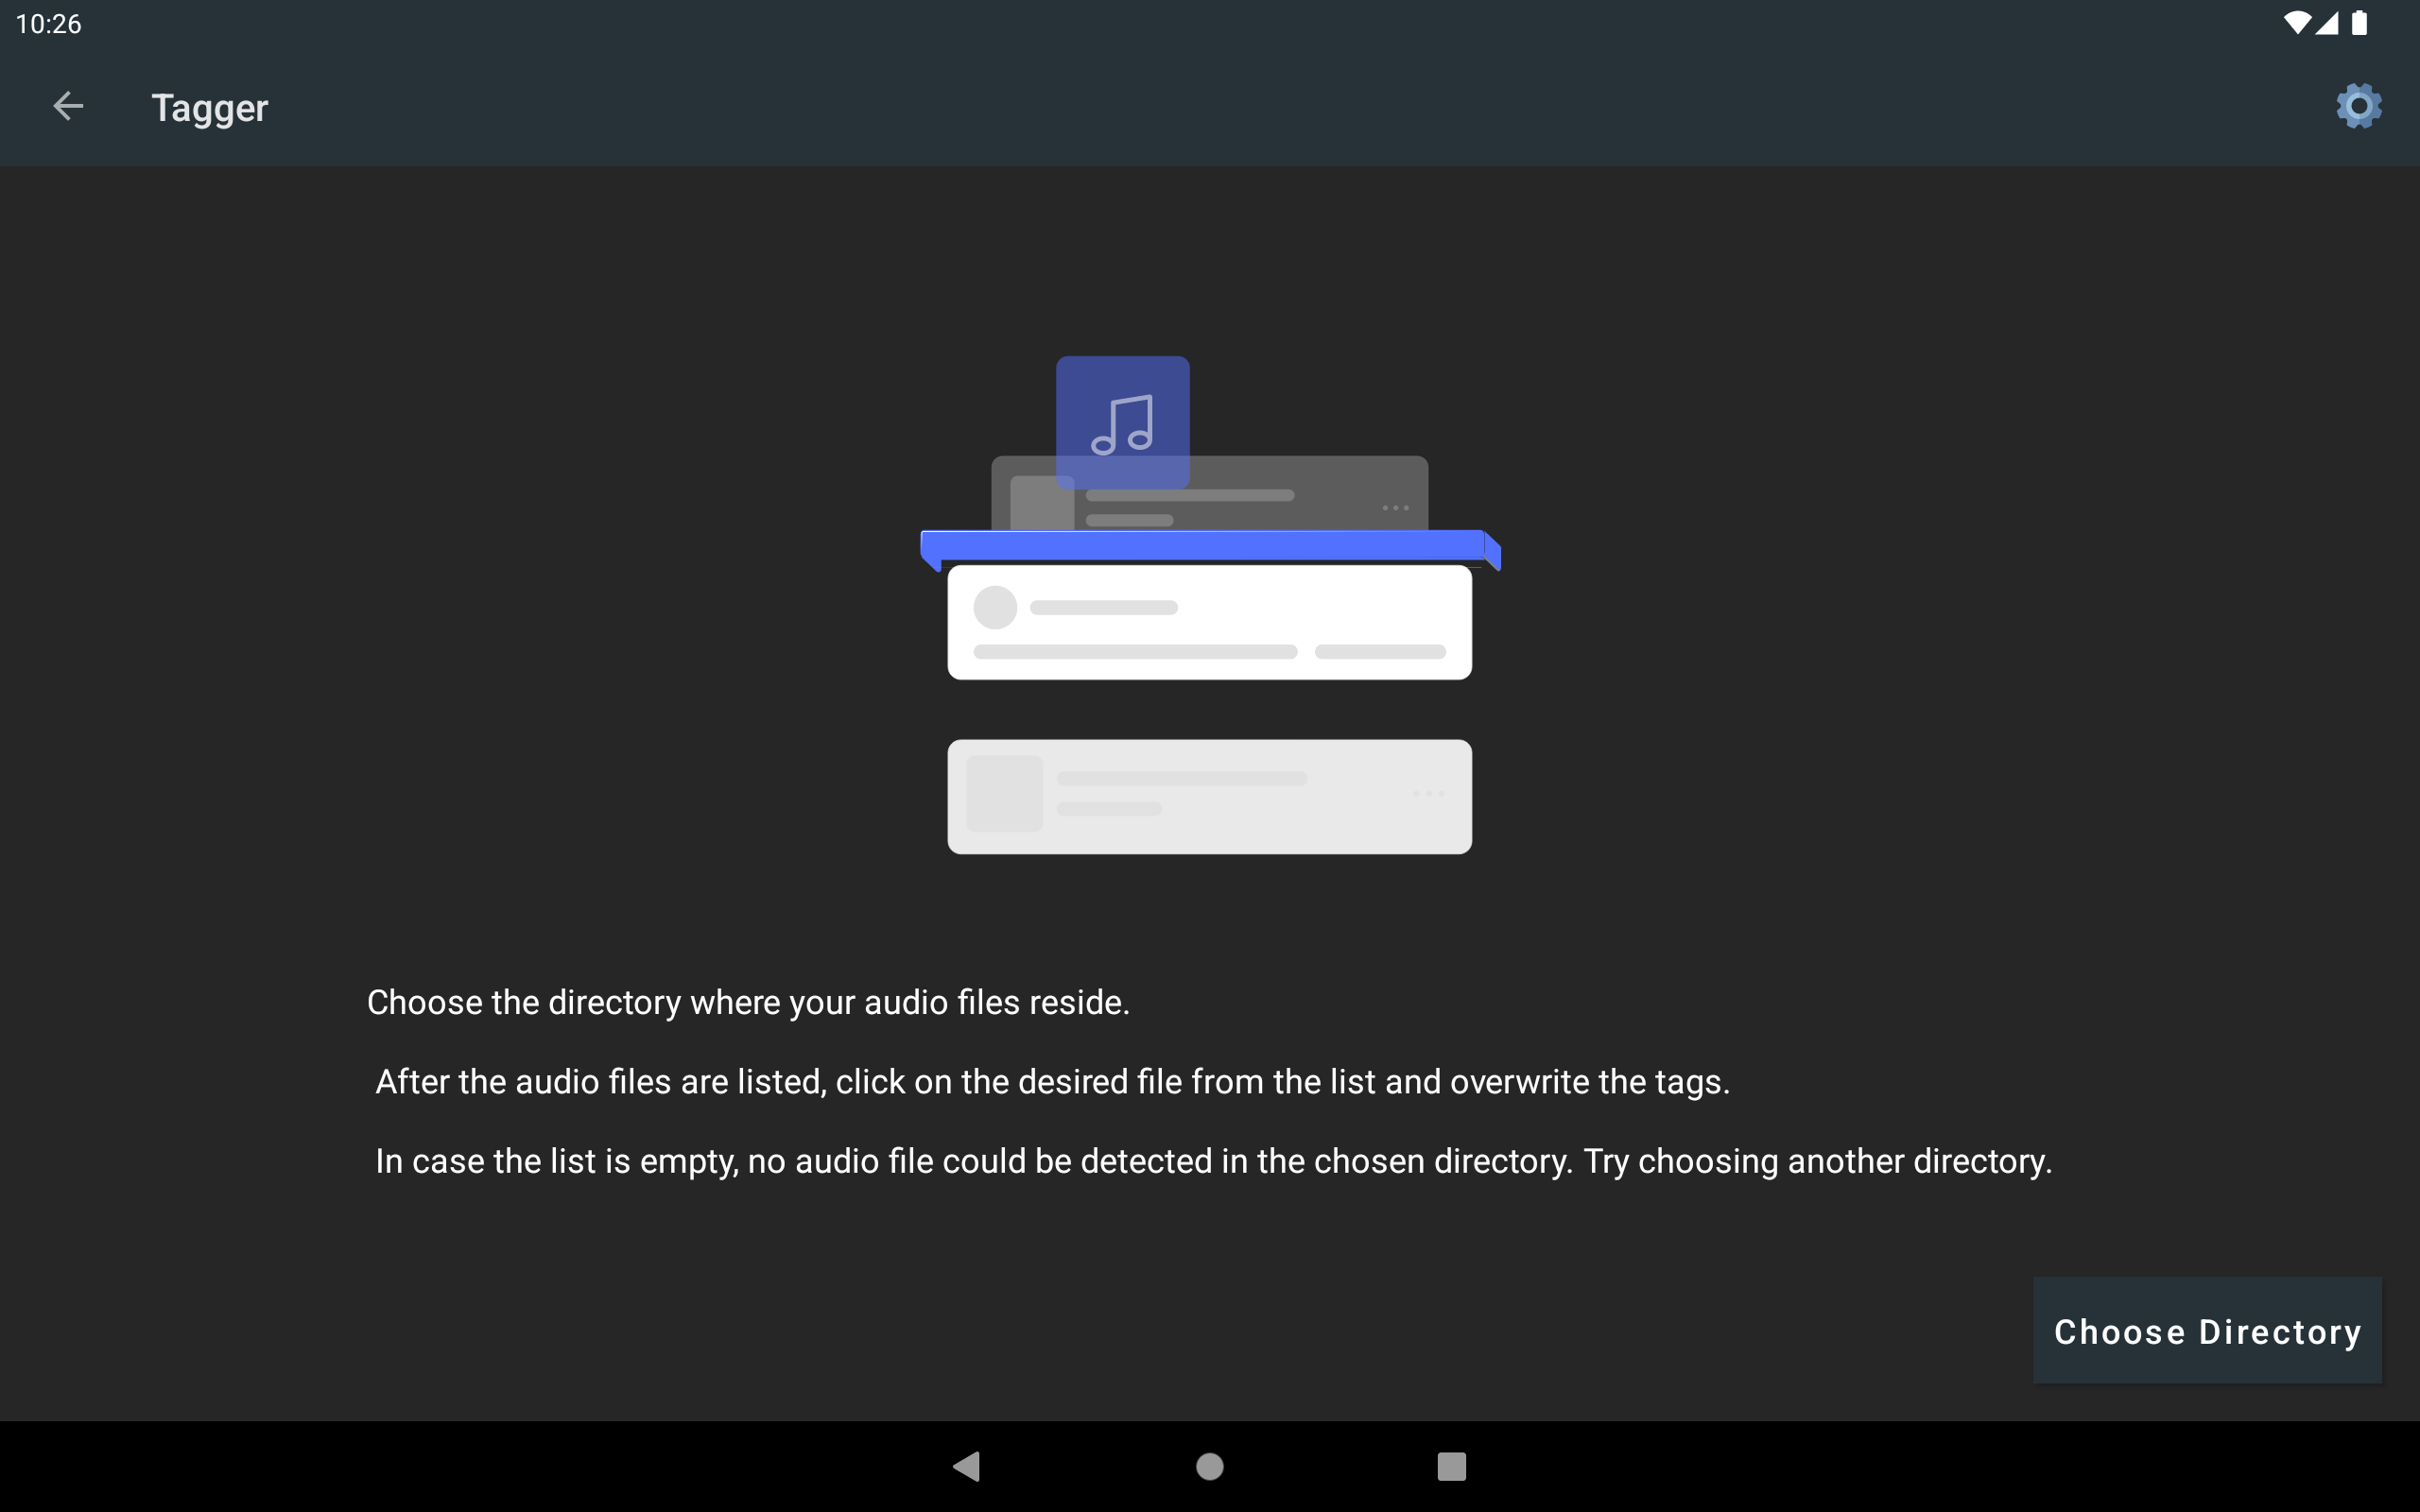 10:26
Tagger
Choose the directory where your audio files reside.
After the audio files are listed, click on the desired file from the list and overwrite the tags.
In case the list is empty, no audio file could be detected in the chosen directory. Try choosing another directory.
Choose Directory